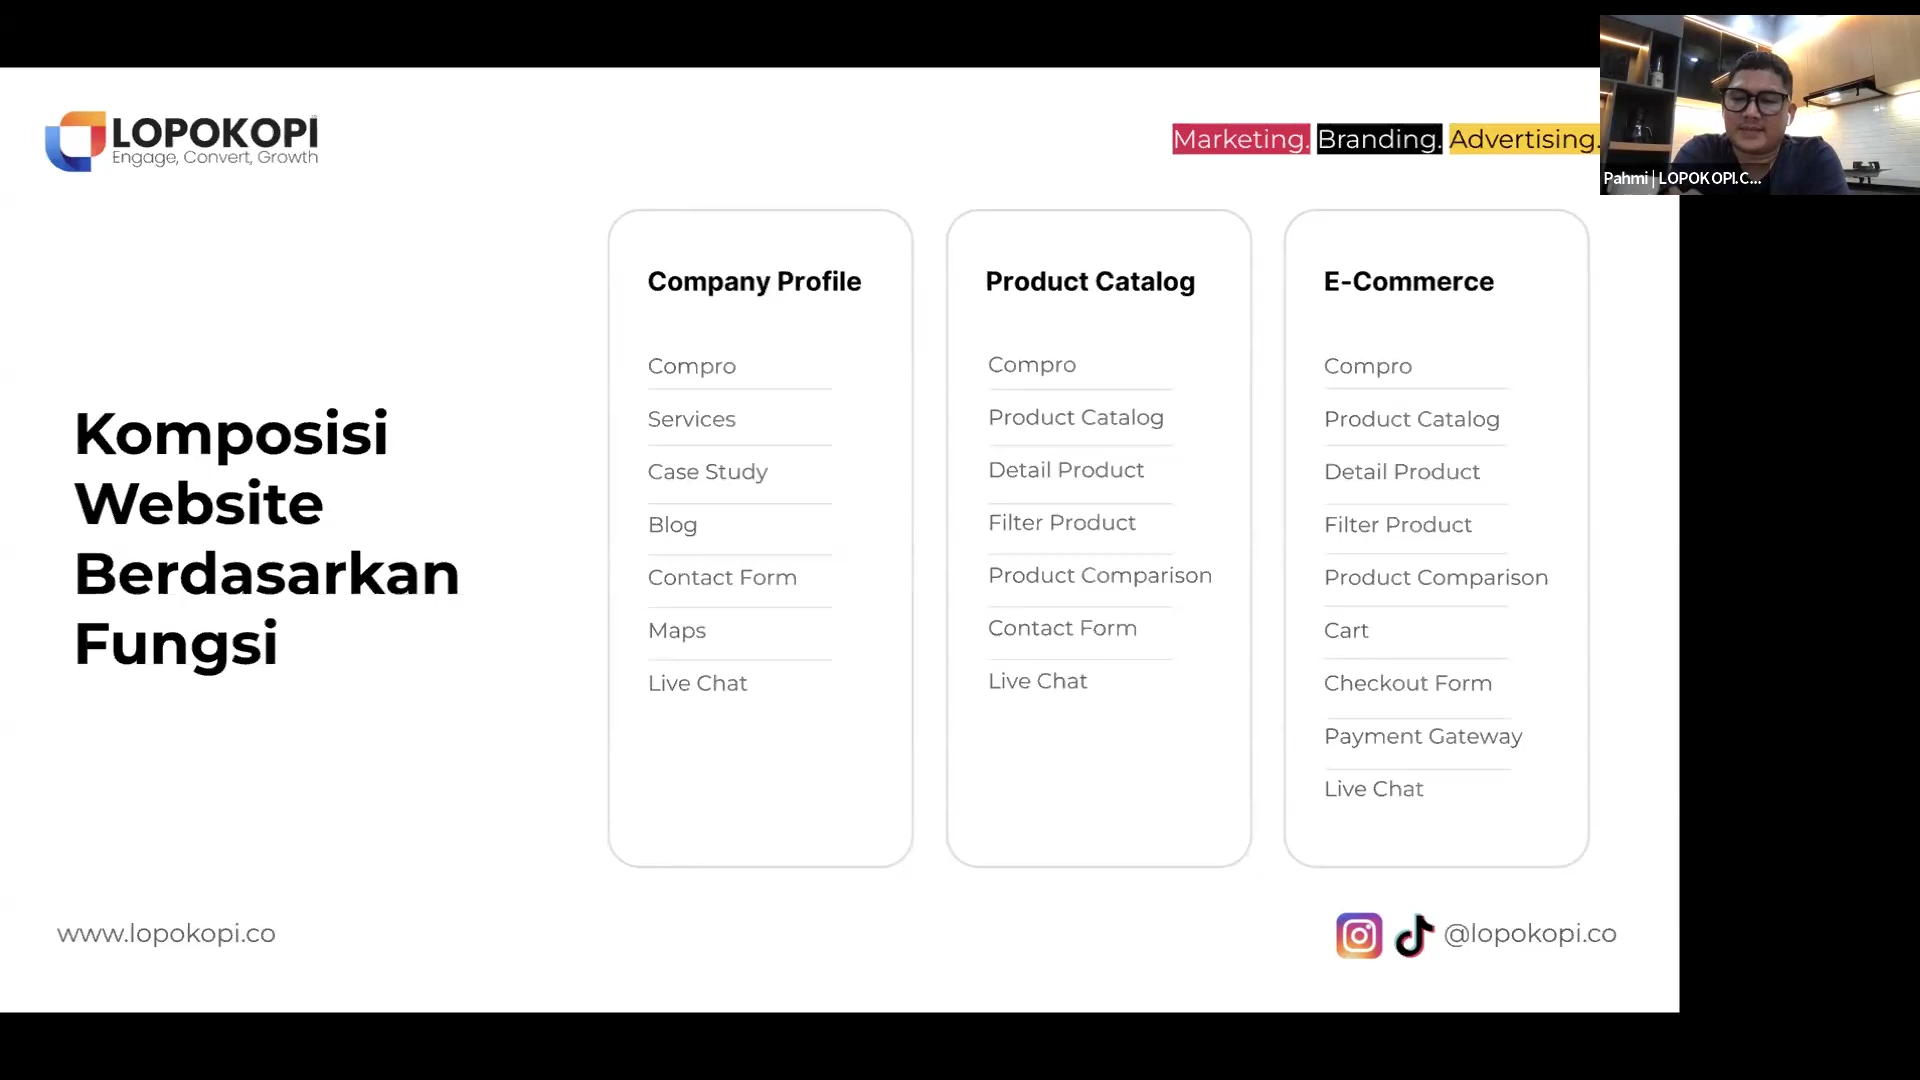 LOPOKOPI
Engage, Convert, Growth
Marketing. Branding. Advertising.
Pahmi | LOPOKOPI.C...
Komposisi
Website
Berdasarkan
Fungsi
Company Profile
Compro
Services
Case Study
Blog
Contact Form
Maps
Live Chat
Product Catalog
Compro
Product Catalog
Detail Product
Filter Product
Product Comparison
Contact Form
Live Chat
E-Commerce
Compro
Product Catalog
Detail Product
Filter Product
Product Comparison
Cart
Checkout Form
Payment Gateway
Live Chat
www.lopokopi.co
@lopokopi.co